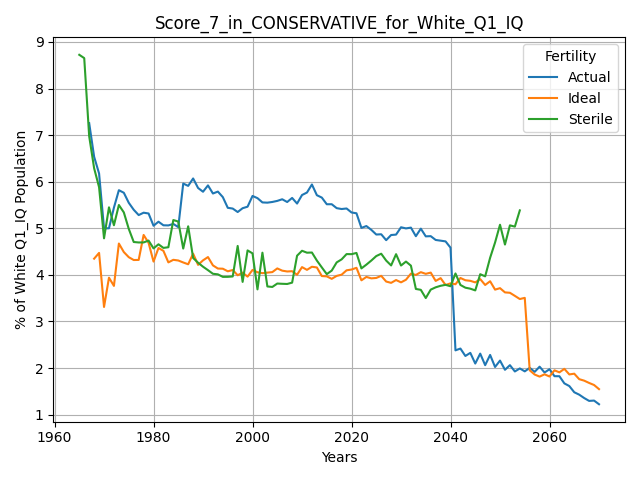 Score_7_in_CONSERVATIVE_for_White_Q1_IQ
% of White Q1_IQ Population
9
8
7
6
5
4
3
2
1
Fertility
Actual
Ideal
Sterile
1960
1980
2000
2020
2040
2060
Years